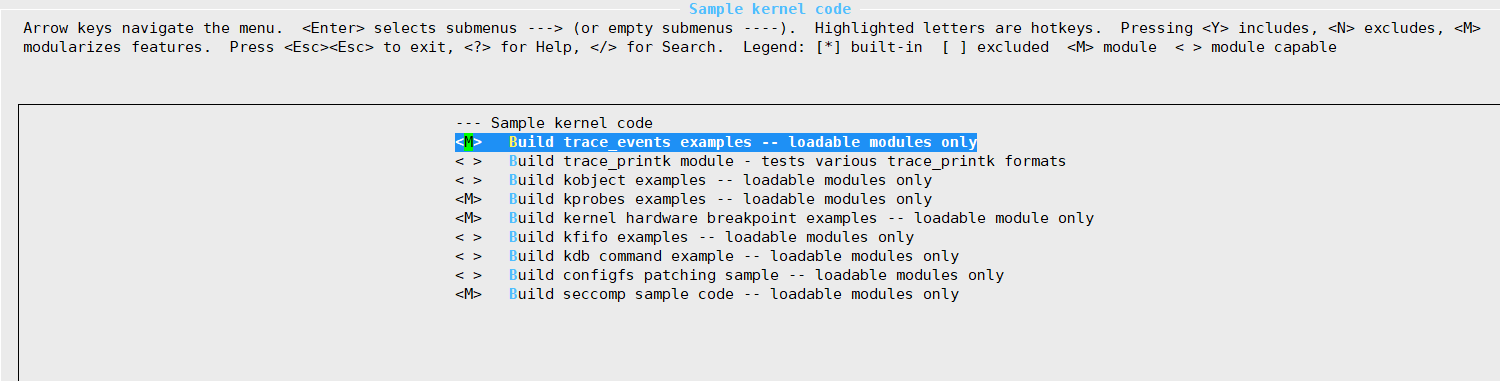 Sample kernel code
Arrow keys navigate the menu.  <Enter> selects submenus ---> (or empty submenus ----).  Highlighted letters are hotkeys.  Pressing <Y> includes, <N> excludes, <M>
modularizes features.  Press <Esc><Esc> to exit, <?> for Help, </> for Search.  Legend: [*] built-in  [ ] excluded  <M> module  < > module capable
--- Sample kernel code
<M>   Build trace_events examples -- loadable modules only
< >   Build trace_printk module - tests various trace_printk formats
< >   Build kobject examples -- loadable modules only
<M>   Build kprobes examples -- loadable modules only
<M>   Build kernel hardware breakpoint examples -- loadable module only
< >   Build kfifo examples -- loadable modules only
< >   Build kdb command example -- loadable modules only
< >   Build configfs patching sample -- loadable modules only
<M>   Build seccomp sample code -- loadable modules only